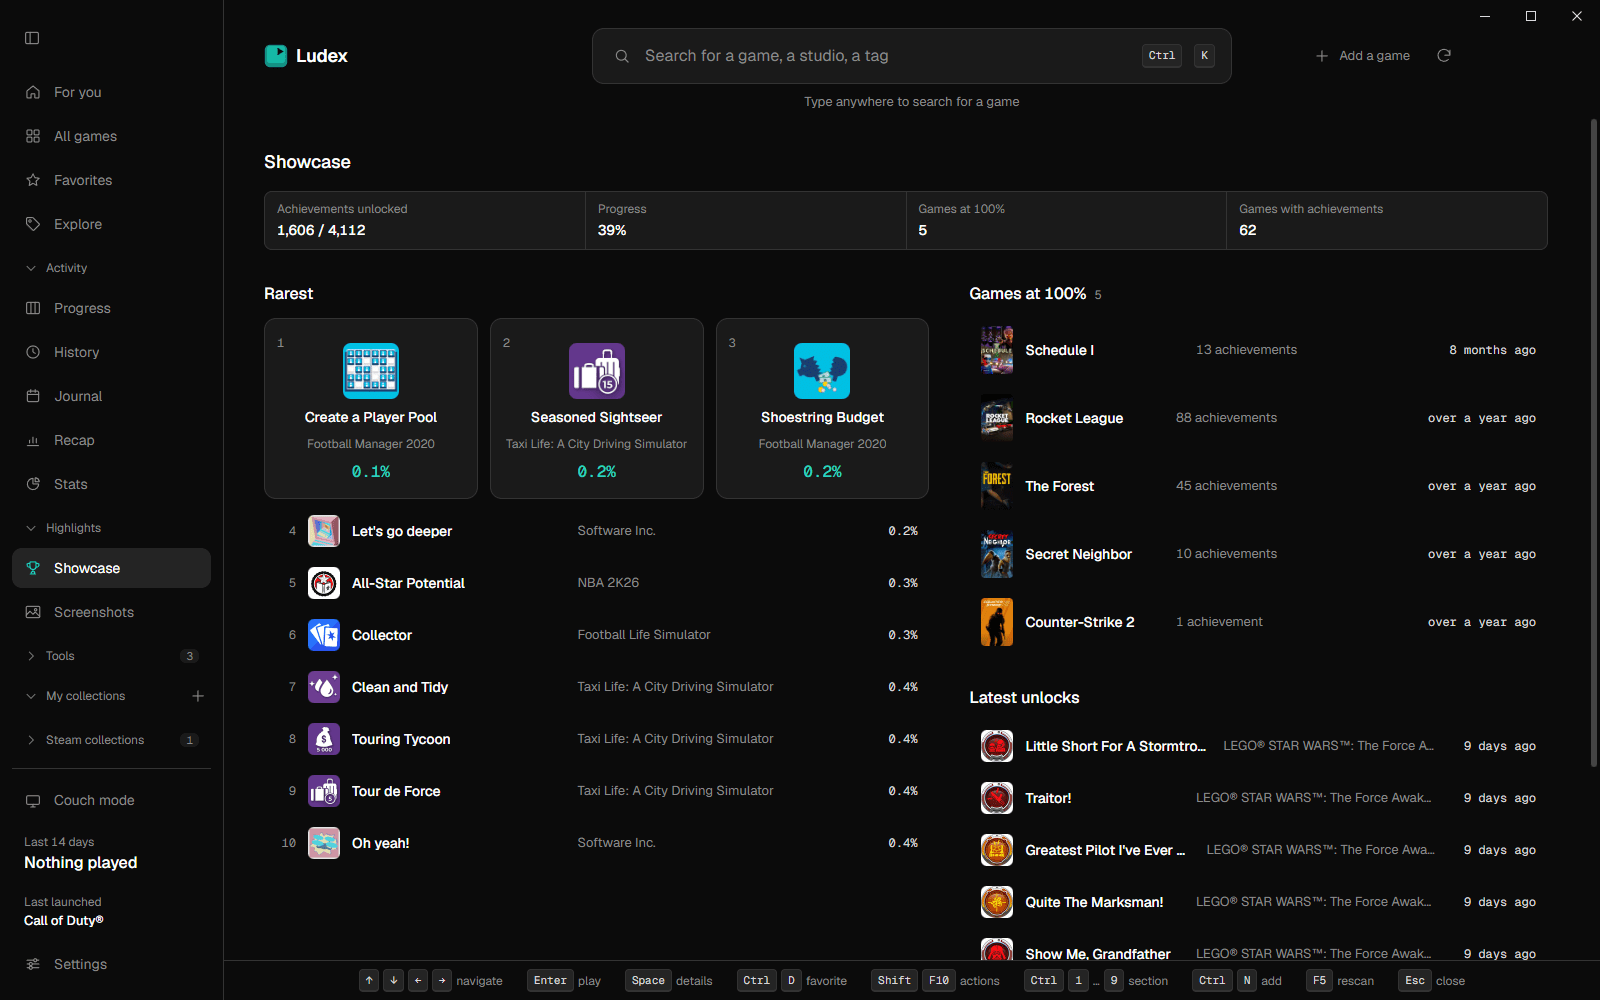 For you
All games
Favorites
Explore
Activity
Progress
History
Journal
Recap
Stats
Highlights
Showcase
Screenshots
Tools 3
My collections
Steam collections 1
Couch mode
Last 14 days
Nothing played
Last launched
Call of Duty®
Settings
Ludex
Search for a game, a studio, a tag Ctrl K
Type anywhere to search for a game
Add a game
Showcase
Achievements unlocked
1,606 / 4,112
Progress
39%
Games at 100%
5
Games with achievements
62
Rarest
1
Create a Player Pool
Football Manager 2020
0.1%
2
15
Seasoned Sightseer
Taxi Life: A City Driving Simulator
0.2%
3
Shoestring Budget
Football Manager 2020
0.2%
4 Let's go deeper Software Inc. 0.2%
5 All-Star Potential NBA 2K26 0.3%
6 Collector Football Life Simulator 0.3%
7 Clean and Tidy Taxi Life: A City Driving Simulator 0.4%
8 Touring Tycoon Taxi Life: A City Driving Simulator 0.4%
9 Tour de Force Taxi Life: A City Driving Simulator 0.4%
10 Oh yeah! Software Inc. 0.4%
Games at 100% 5
Schedule I 13 achievements 8 months ago
Rocket League 88 achievements over a year ago
The Forest 45 achievements over a year ago
Secret Neighbor 10 achievements over a year ago
Counter-Strike 2 1 achievement over a year ago
Latest unlocks
Little Short For A Stormtro... LEGO® STAR WARS™: The Force A... 9 days ago
Traitor! LEGO® STAR WARS™: The Force Awak... 9 days ago
Greatest Pilot I've Ever ... LEGO® STAR WARS™: The Force Awa... 9 days ago
Quite The Marksman! LEGO® STAR WARS™: The Force Awak... 9 days ago
Show Me, Grandfather LEGO® STAR WARS™: The Force Awak... 9 days ago
↑ ↓ ← → navigate Enter play Space details Ctrl D favorite Shift F10 actions Ctrl 1 … 9 section Ctrl N add F5 rescan Esc close